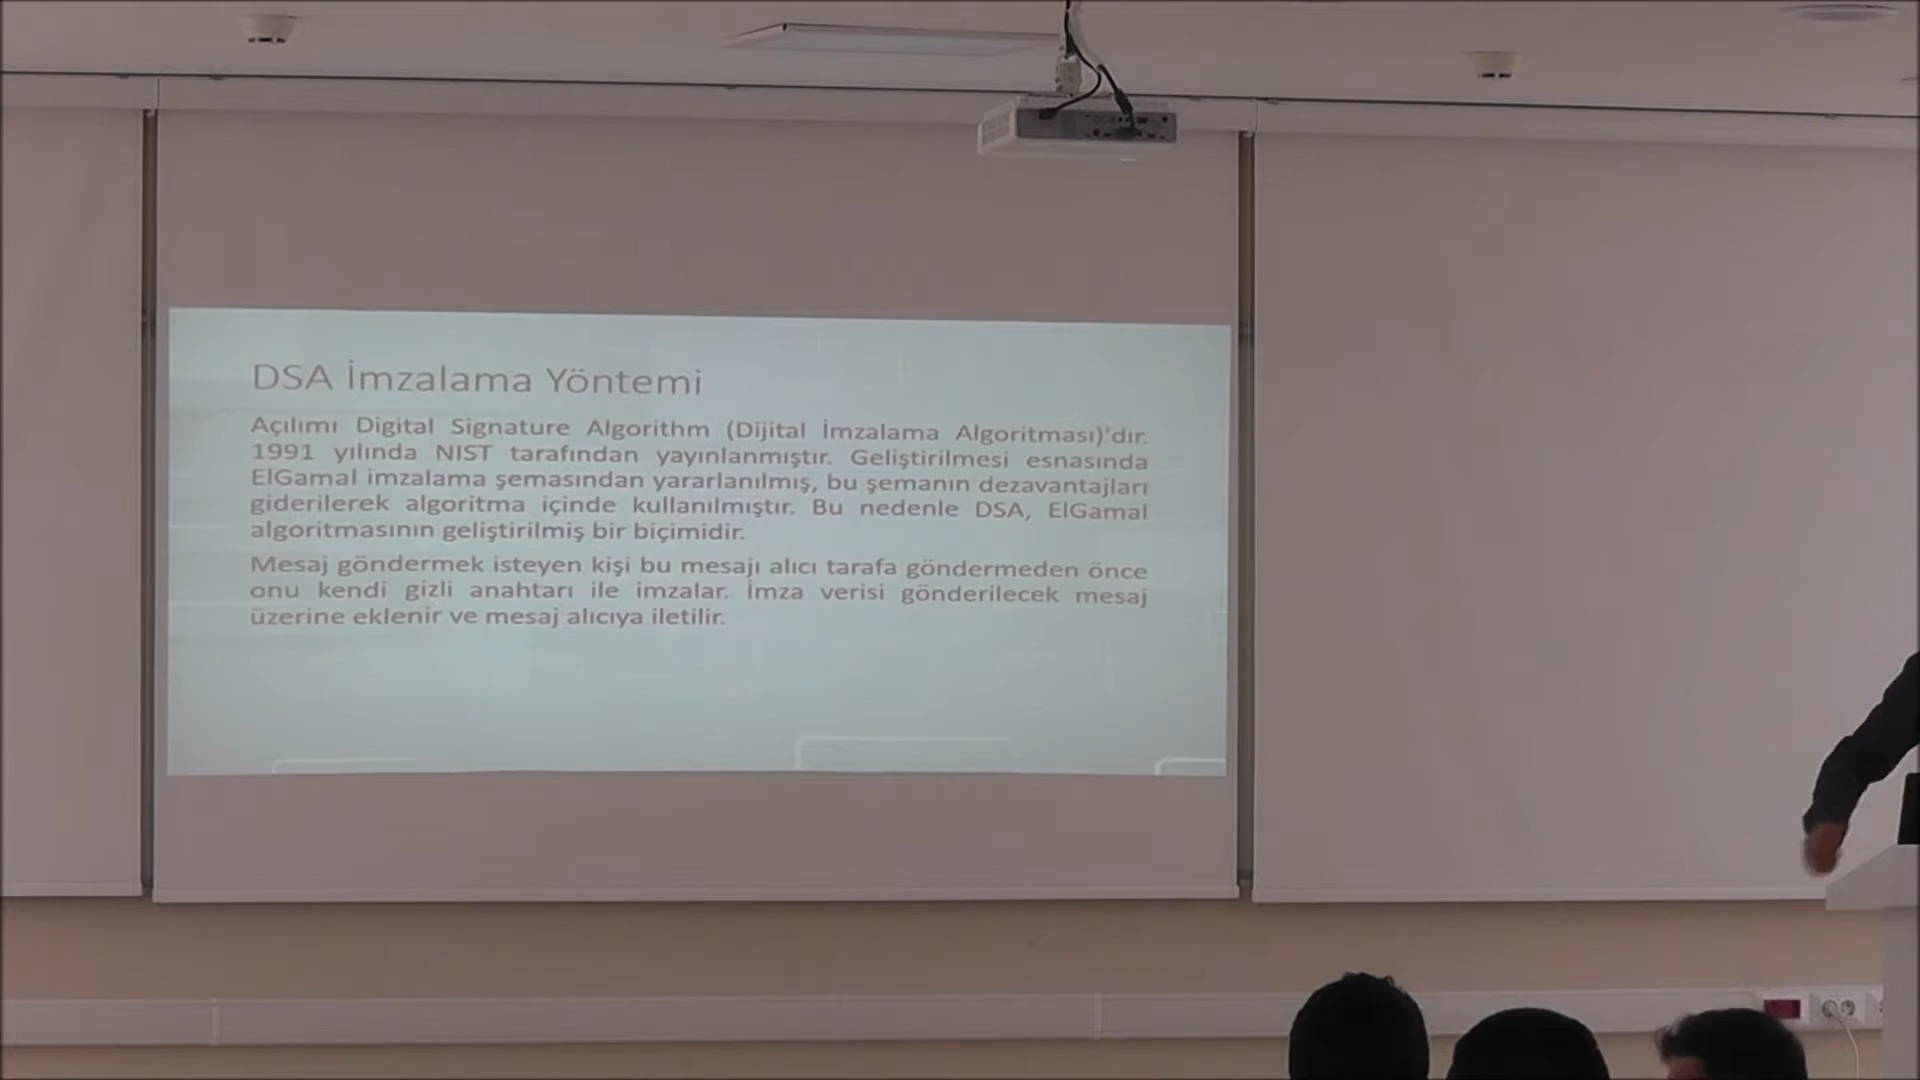 DSA İmzalama Yöntemi
Açılımı Digital Signature Algorithm (Dijital İmzalama Algoritması)'dır.
1991 yılında NIST tarafından yayınlanmıştır. Geliştirilmesi esnasında
ElGamal imzalama şemasından yararlanılmış, bu şemanın dezavantajları
giderilerek algoritma içinde kullanılmıştır. Bu nedenle DSA, ElGamal
algoritmasının geliştirilmiş bir biçimidir.
Mesaj göndermek isteyen kişi bu mesajı alıcı tarafa göndermeden önce
onu kendi gizli anahtarı ile imzalar. İmza verisi gönderilecek mesaj
üzerine eklenir ve mesaj alıcıya iletilir.